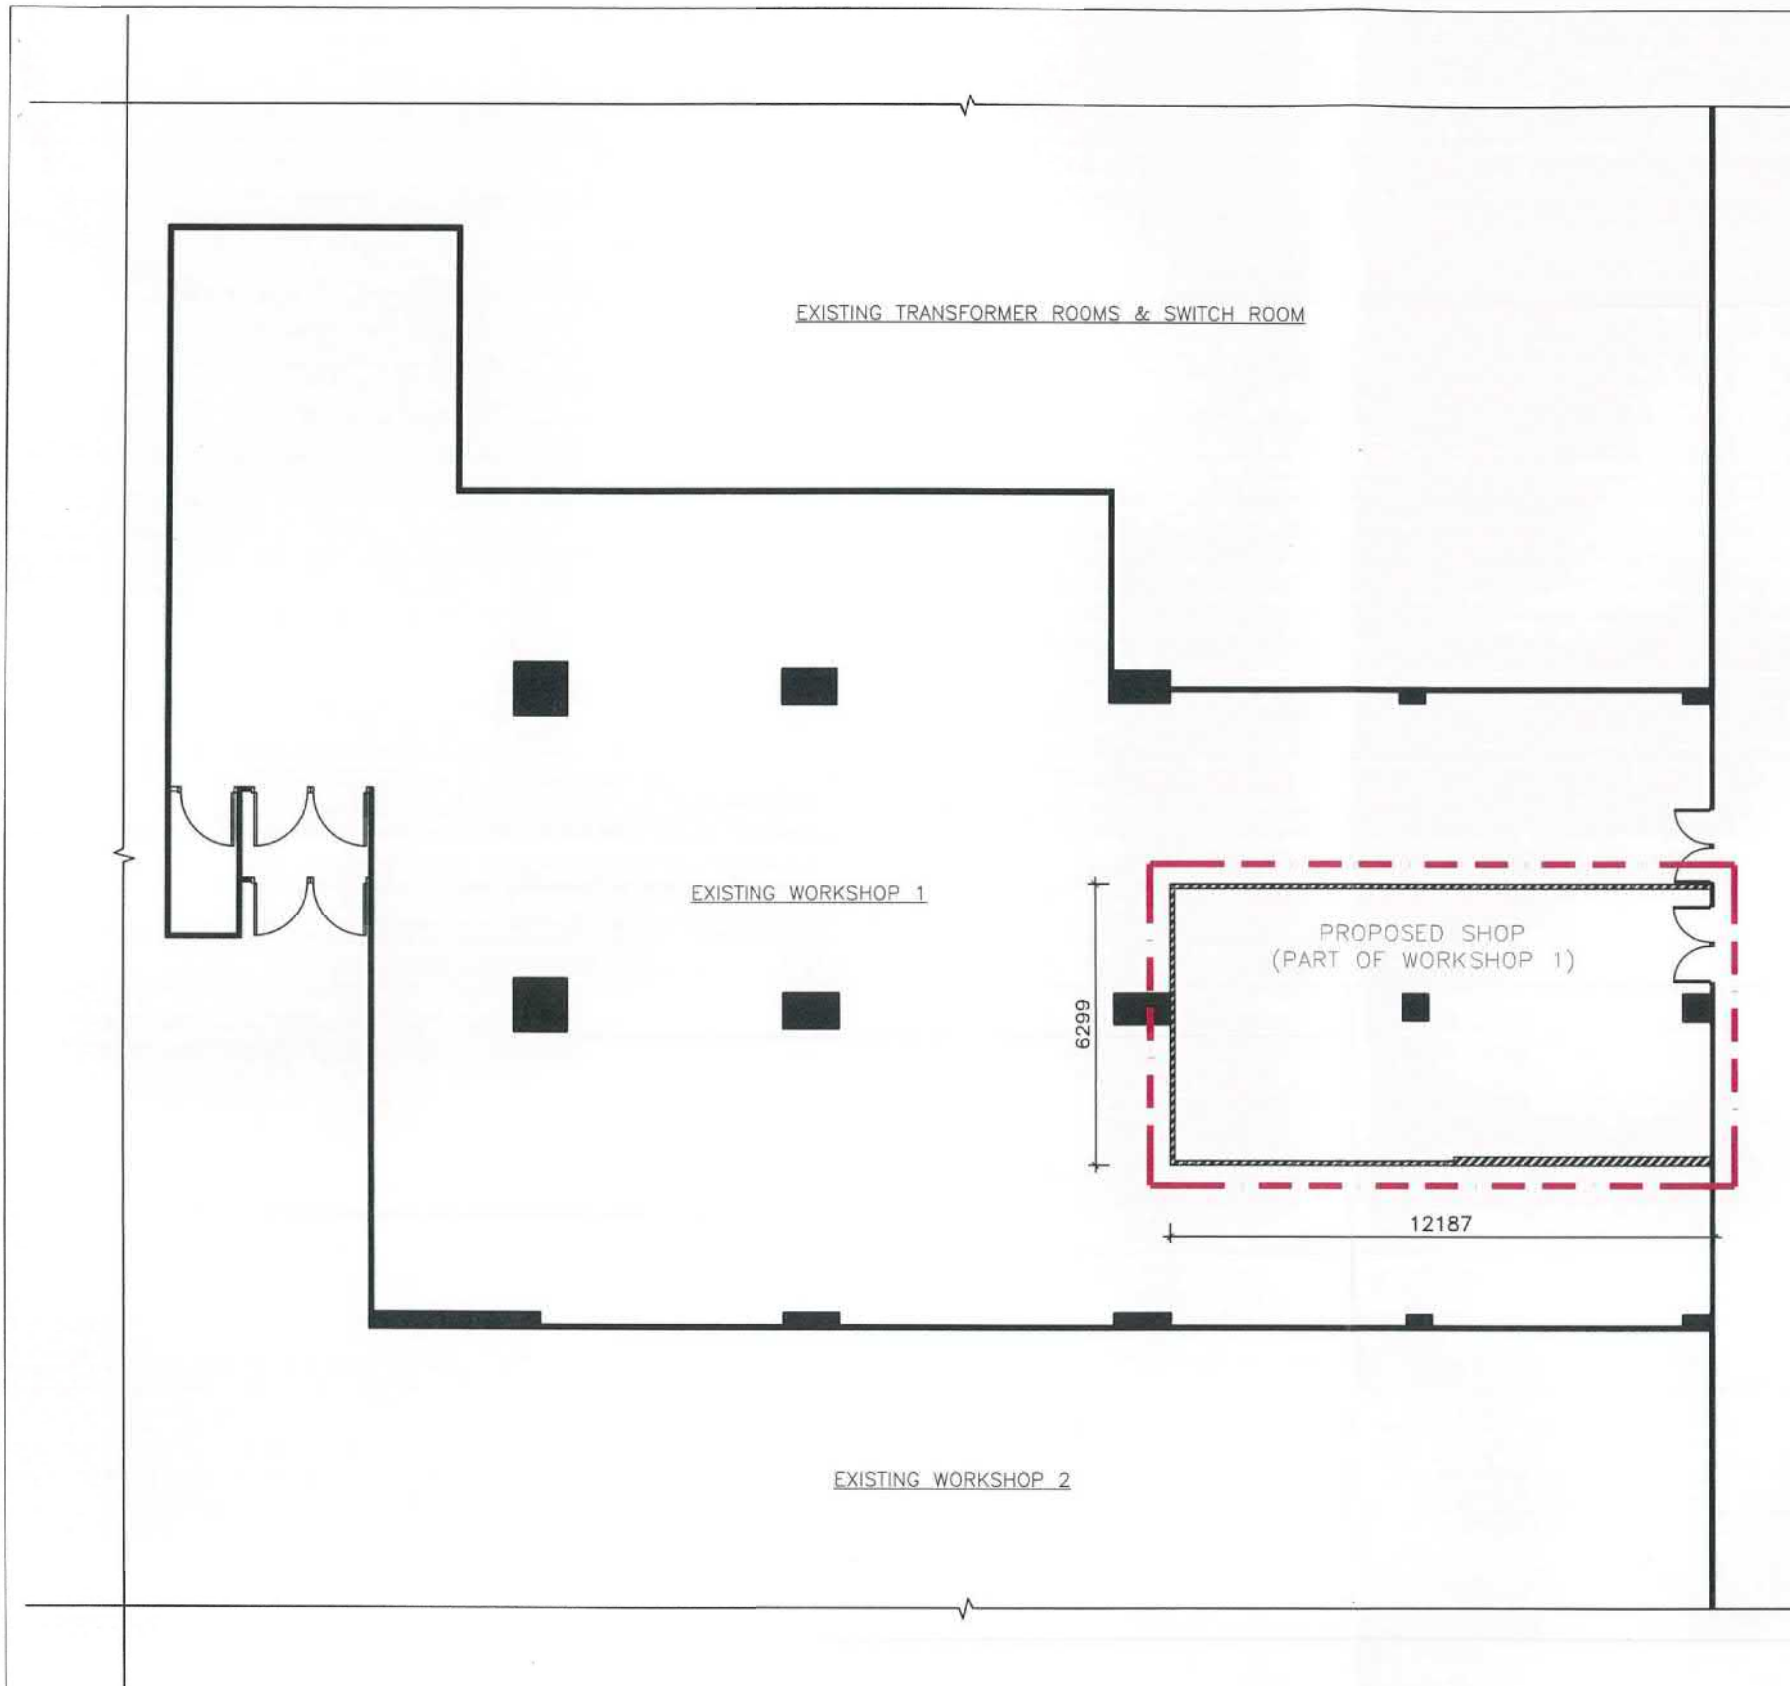 EXISTING TRANSFORMER ROOMS & SWITCH ROOM
EXISTING WORKSHOP 1
PROPOSED SHOP
(PART OF WORKSHOP 1)
6299
12187
EXISTING WORKSHOP 2